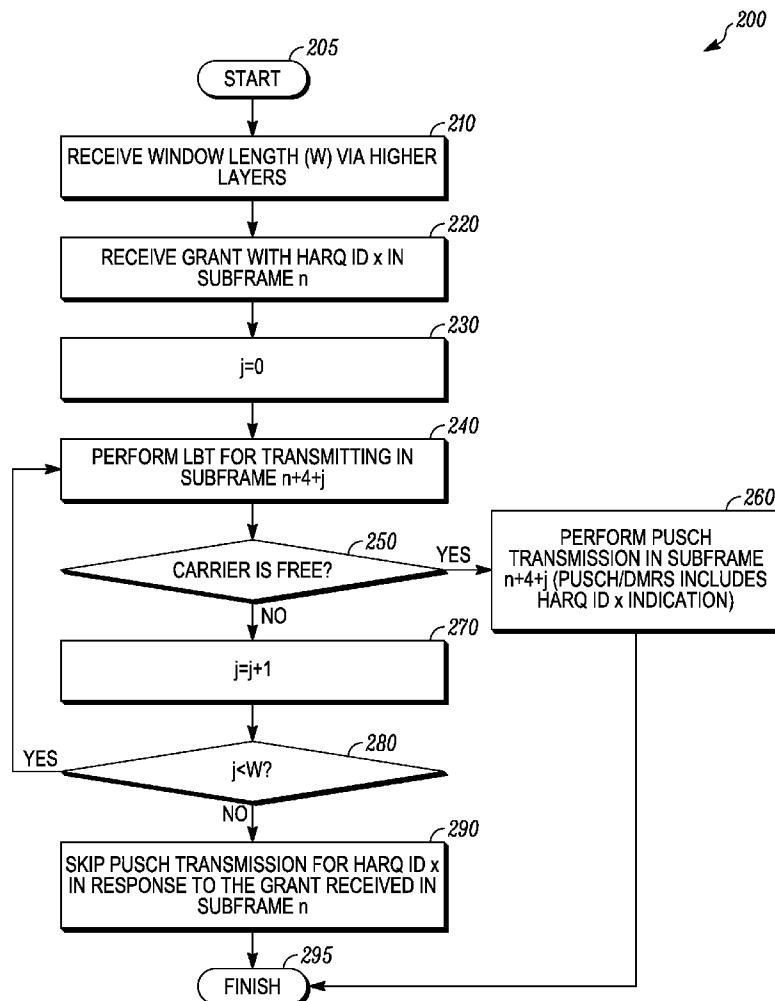 200
205
START
210
RECEIVE WINDOW LENGTH (W) VIA HIGHER
LAYERS
220
RECEIVE GRANT WITH HARQ ID x IN
SUBFRAME n
230
j=0
240
PERFORM LBT FOR TRANSMITTING IN
SUBFRAME n+4+j
250
CARRIER IS FREE?
YES
NO
260
PERFORM PUSCH
TRANSMISSION IN SUBFRAME
n+4+j (PUSCH/DMRS INCLUDES
HARQ ID x INDICATION)
270
j=j+1
280
j<W?
YES
NO
290
SKIP PUSCH TRANSMISSION FOR HARQ ID x
IN RESPONSE TO THE GRANT RECEIVED IN
SUBFRAME n
295
FINISH